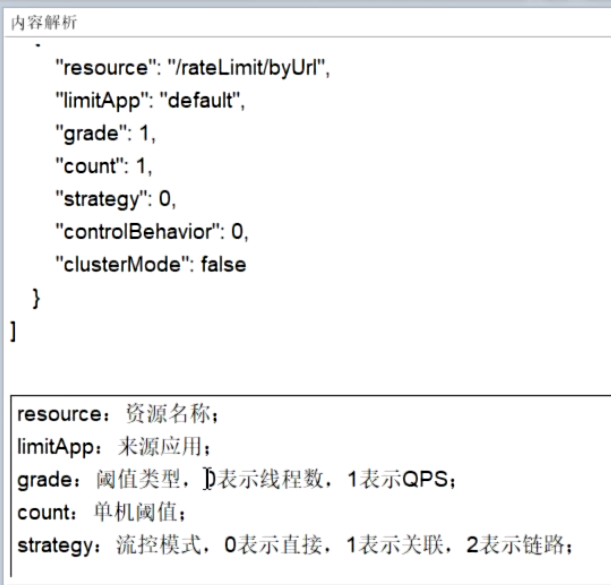 内容解析
"resource": "/rateLimit/byUrl",
"limitApp": "default",
"grade": 1,
"count": 1,
"strategy": 0,
"controlBehavior": 0,
"clusterMode": false
}
]
resource：资源名称；
limitApp：来源应用；
grade：阈值类型，0表示线程数，1表示QPS；
count：单机阈值；
strategy：流控模式，0表示直接，1表示关联，2表示链路；